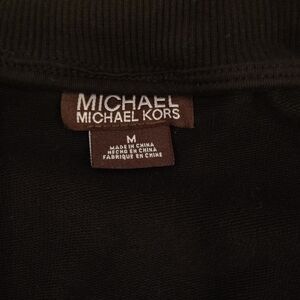 MICHAEL
MICHAEL KORS
M
MADE IN CHINA
HECHO EN CHINA
FABRIQUE EN CHINE